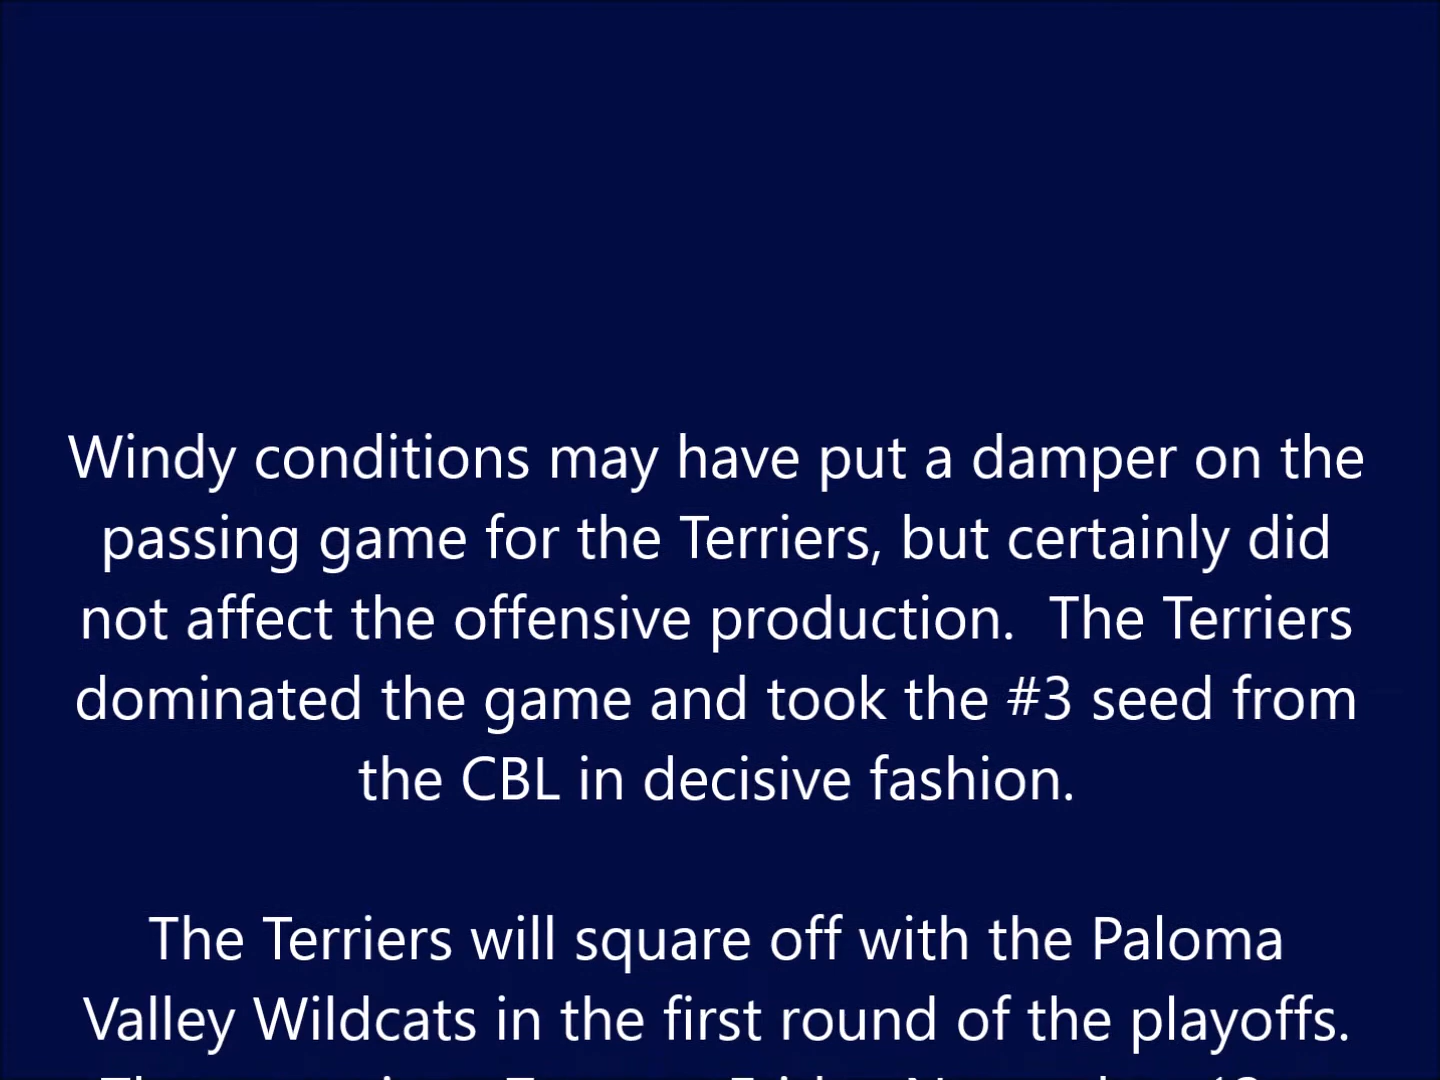 Windy conditions may have put a damper on the
passing game for the Terriers, but certainly did
not affect the offensive production.  The Terriers
dominated the game and took the #3 seed from
the CBL in decisive fashion.
The Terriers will square off with the Paloma
Valley Wildcats in the first round of the playoffs.